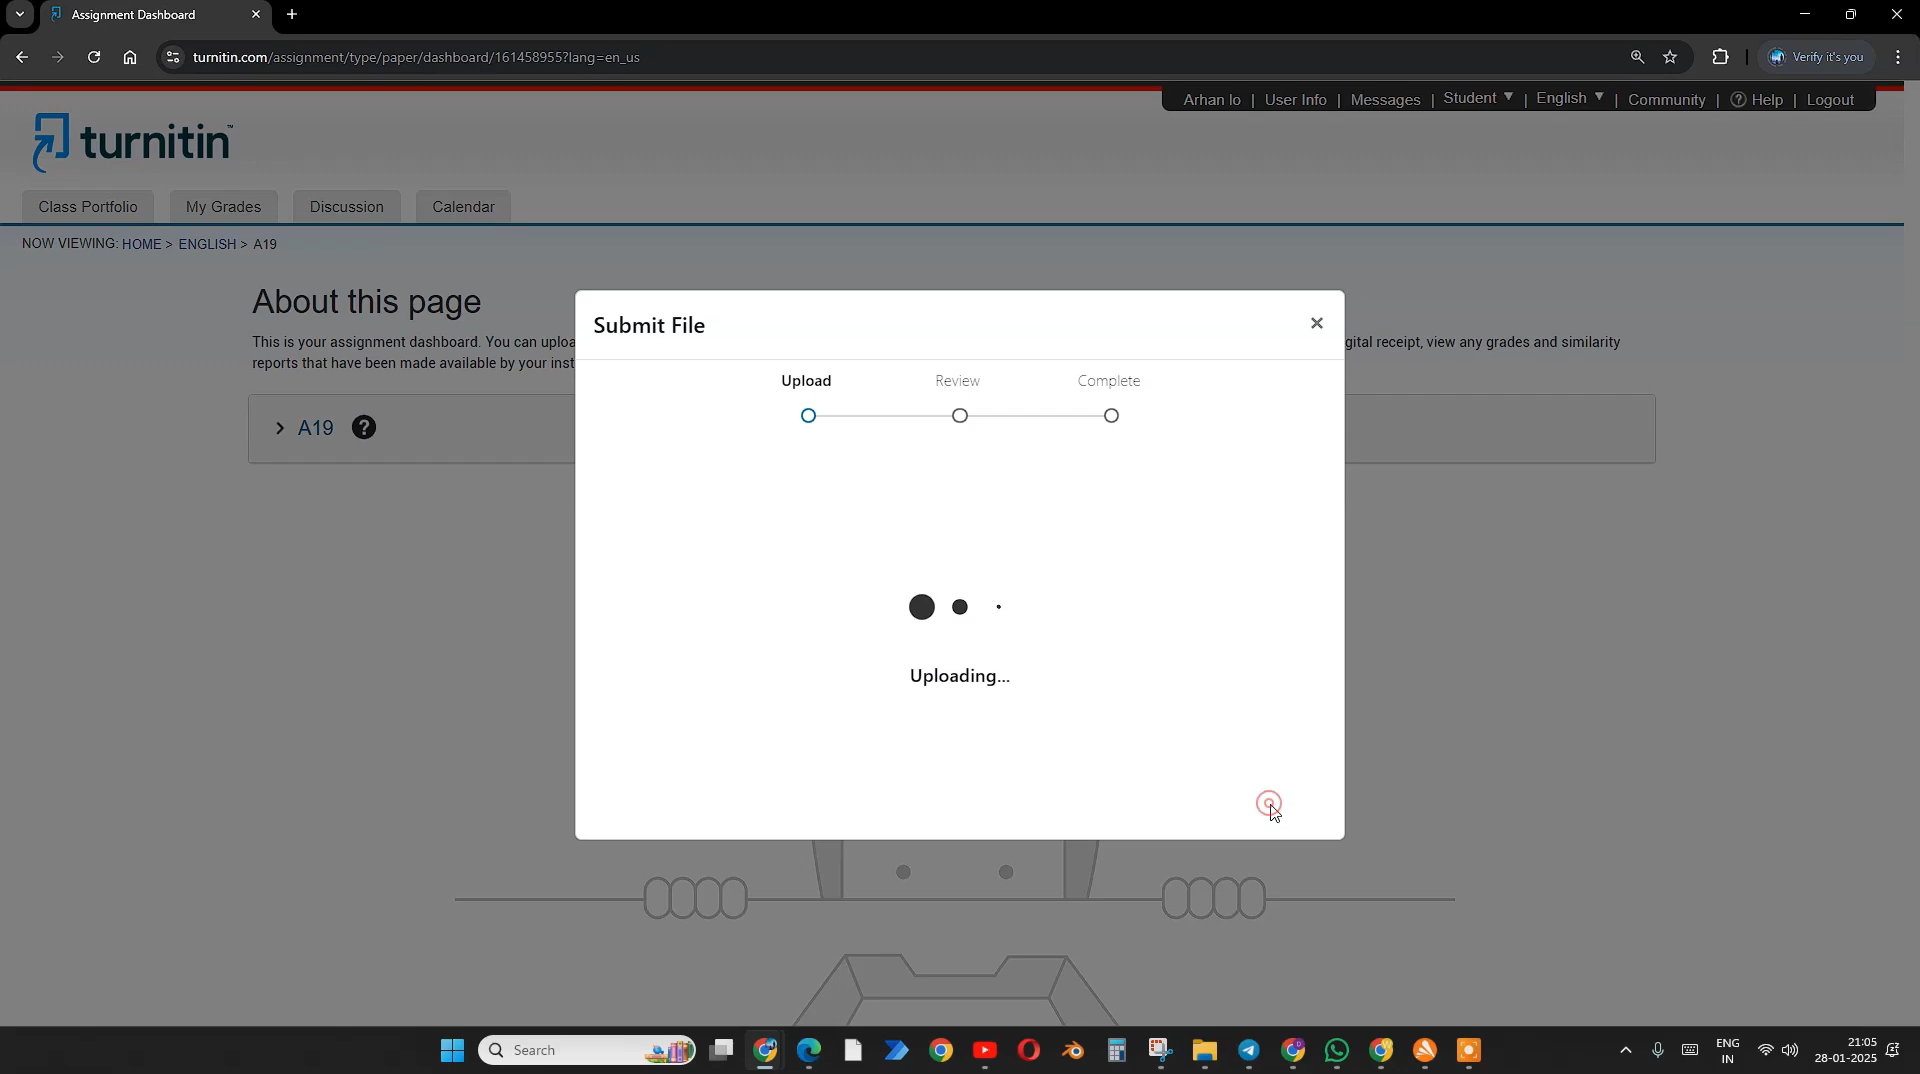 Assignment Dashboard
turnitin.com/assignment/type/paper/dashboard/161458955?lang=en_us
Verify it's you
Arhan lo | User Info | Messages | Student ▼ | English ▼ | Community | ? Help | Logout
turnitin™
Class Portfolio
My Grades
Discussion
Calendar
NOW VIEWING: HOME > ENGLISH > A19
About this page
This is your assignment dashboard. You can uploa
gital receipt, view any grades and similarity
reports that have been made available by your inst
> A19 ?
Submit File
Upload
Review
Complete
Uploading...
Search
ENG
IN
21:05
28-01-2025